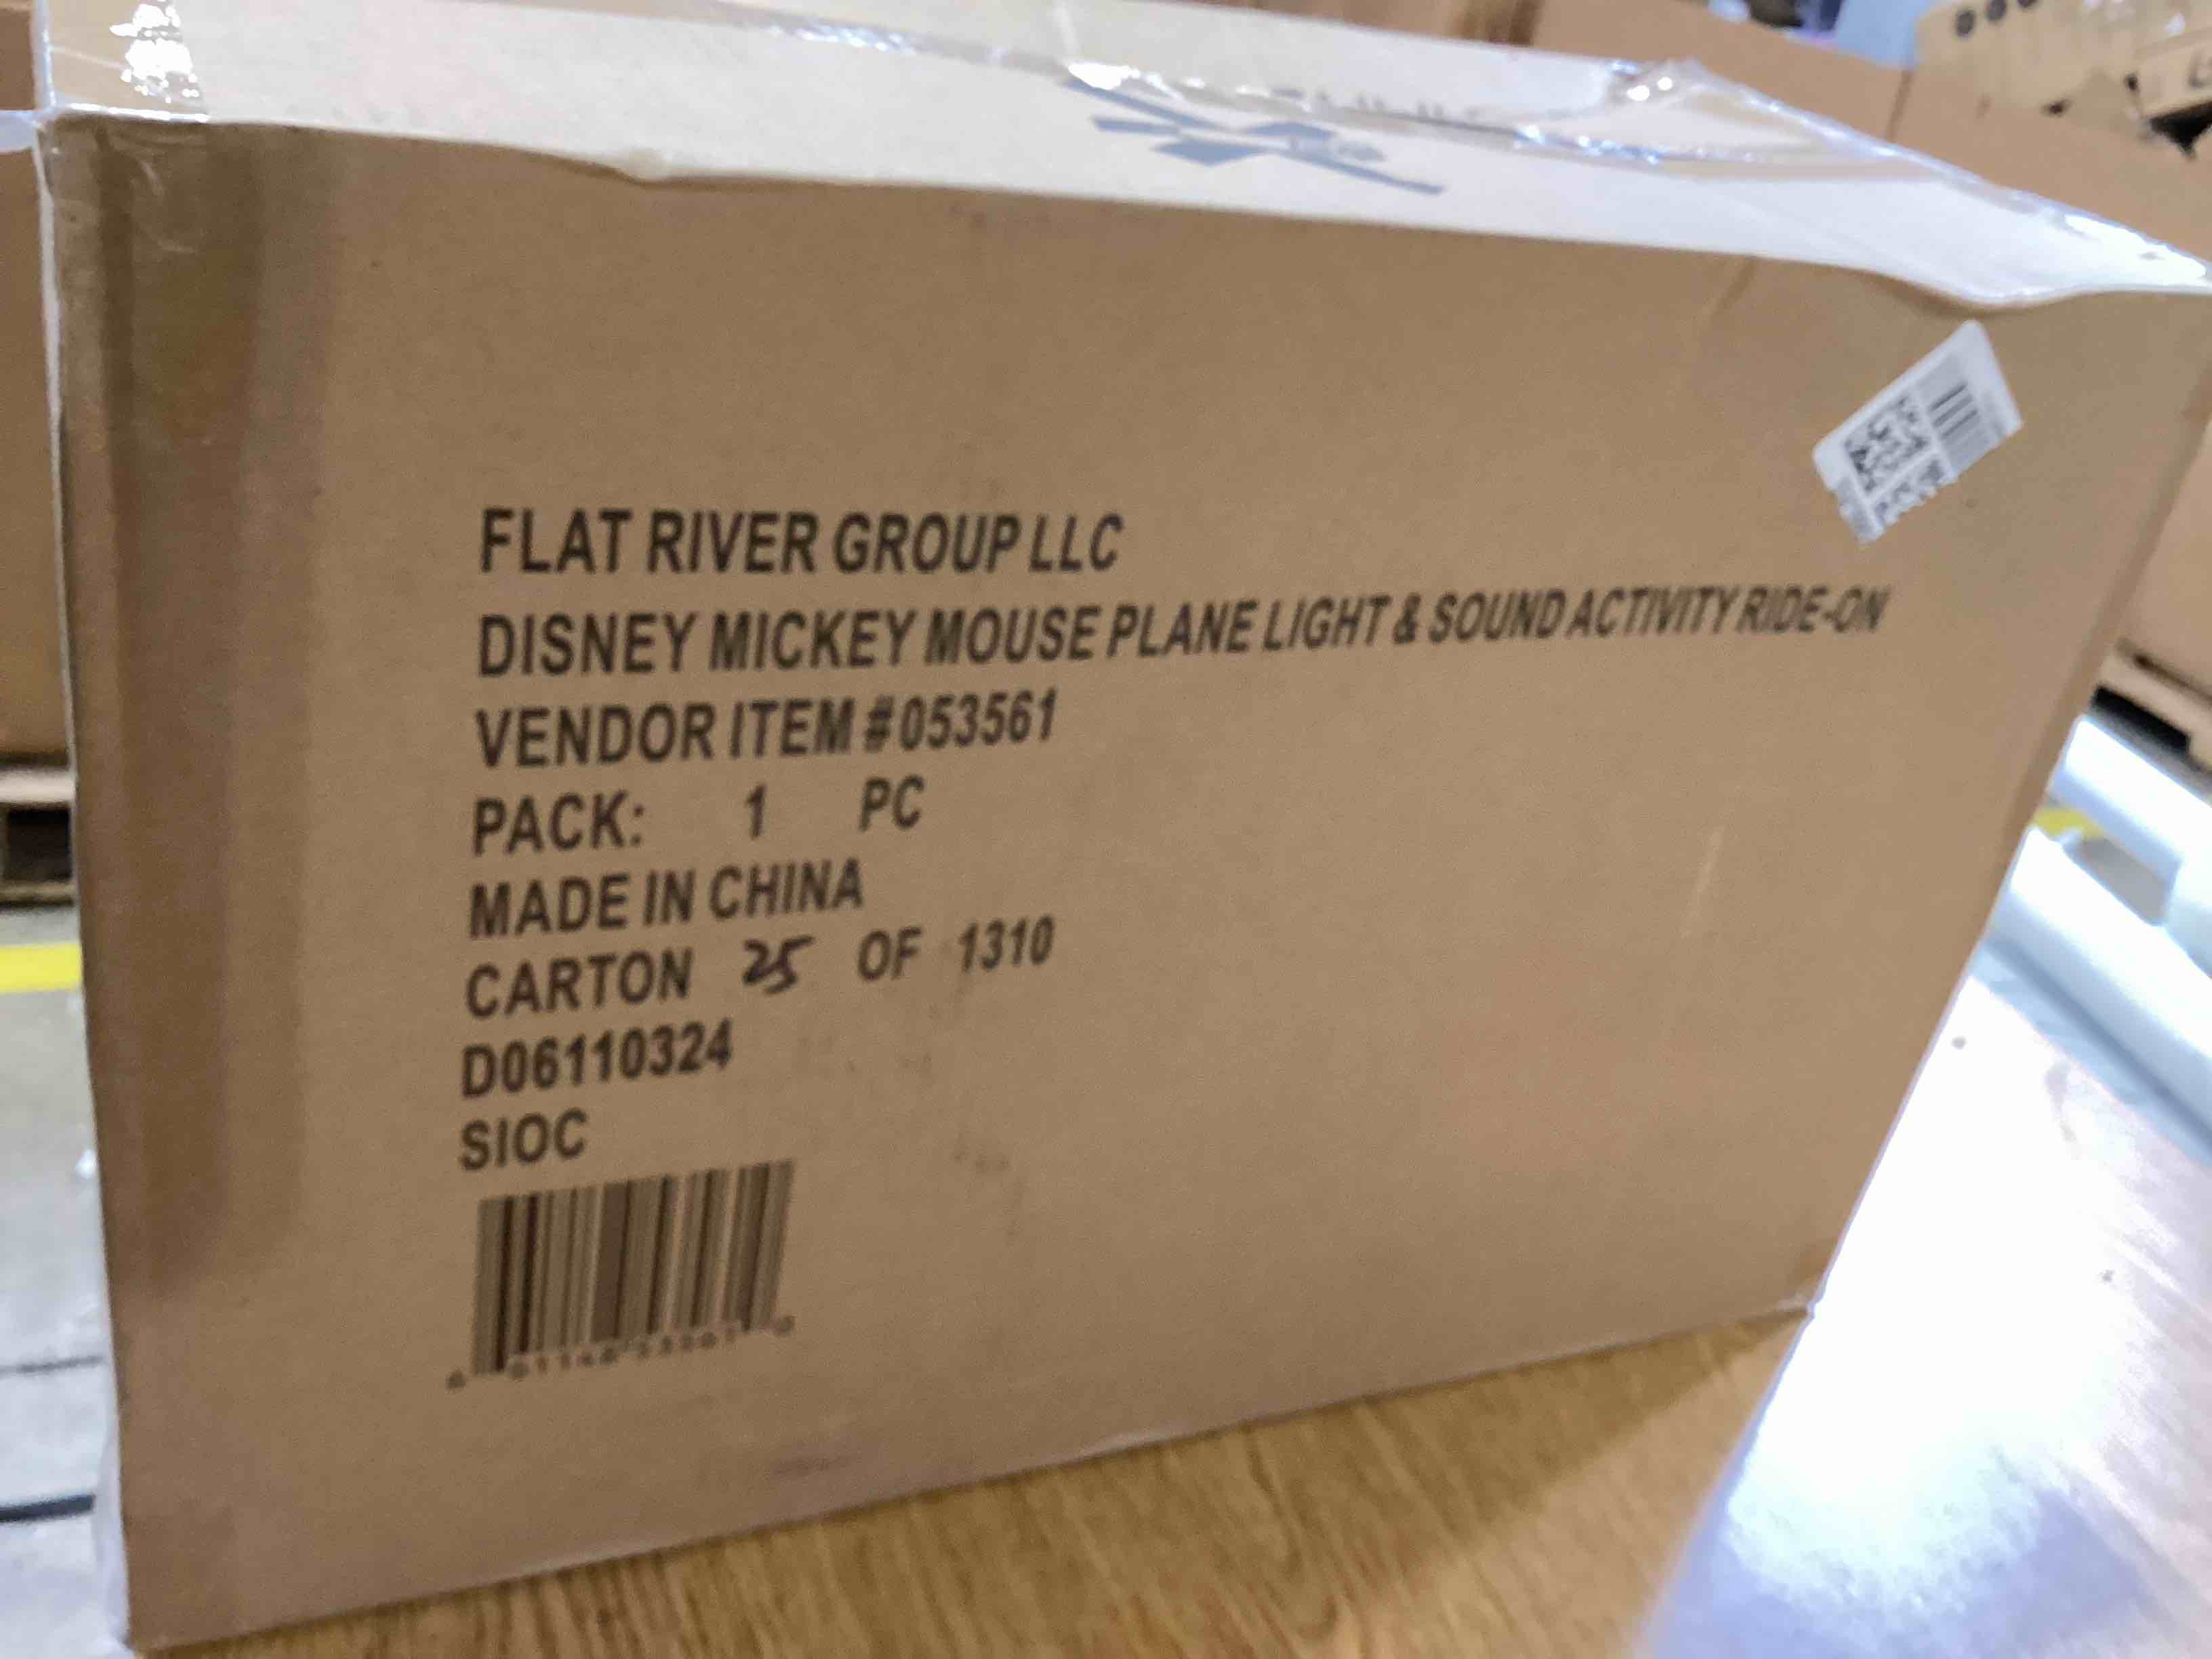 FLAT RIVER GROUP LLC
DISNEY MICKEY MOUSE PLANE LIGHT & SOUND ACTIVITY RIDE-ON
VENDOR ITEM #053561
PACK: 1 PC
MADE IN CHINA
CARTON 25 OF 1310
D06110324
SIOC